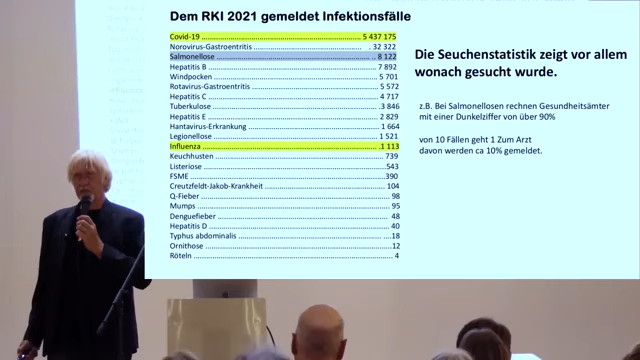 Dem RKI 2021 gemeldet Infektionsfälle
Covid-19 ................................................ 5 437 175
Norovirus-Gastroentritis ................................ . 32 322
Salmonellose ............................................ .. 8 122
Hepatitis B ............................................. 7 892
Windpocken .............................................. 5 701
Rotavirus-Gastroentritis ................................ 5 572
Hepatitis C ............................................. 4 717
Tuberkulose ............................................. .3 846
Hepatitis E ............................................. 2 829
Hantavirus-Erkrankung ................................... 1 664
Legionellose ............................................ 1 521
Influenza ............................................... .1 113
Keuchhusten ............................................. 739
Listeriose .............................................. .543
FSME .................................................... .390
Creutzfeldt-Jakob-Krankheit ............................. 104
Q-Fieber ................................................ 98
Mumps ................................................... 95
Denguefieber ............................................ 48
Hepatitis D ............................................. 40
Typhus abdominalis ...................................... ....18
Ornithose ............................................... 12
Röteln .................................................. 4
Die Seuchenstatistik zeigt vor allem
wonach gesucht wurde.
z.B. Bei Salmonellosen rechnen Gesundheitsämter
mit einer Dunkelziffer von über 90%
von 10 Fällen geht 1 Zum Arzt
davon werden ca 10% gemeldet.